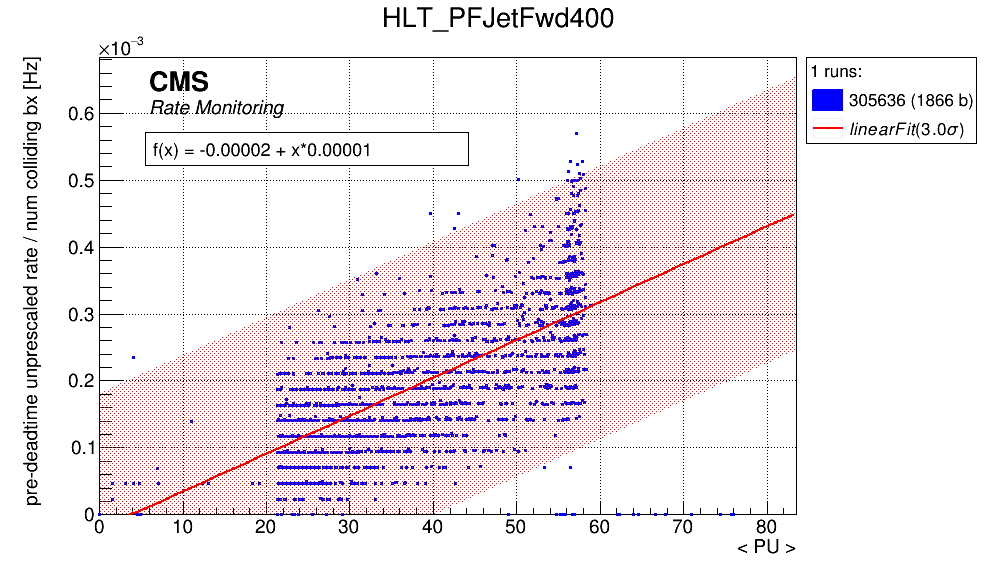 HLT_PFJetFwd400
×10⁻³
CMS
Rate Monitoring
f(x) = -0.00002 + x*0.00001
pre-deadtime unprescaled rate / num colliding bx [Hz]
0.6
0.5
0.4
0.3
0.2
0.1
0
0 10 20 30 40 50 60 70 80
< PU >
1 runs:
305636 (1866 b)
linearFit(3.0σ)